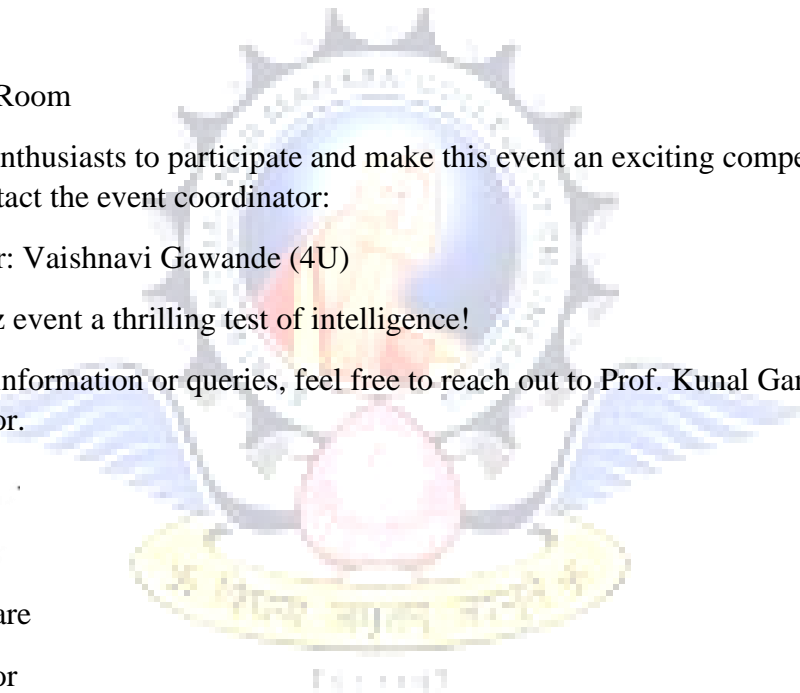 Room
nthusiasts to participate and make this event an exciting compe
tact the event coordinator:
r: Vaishnavi Gawande (4U)
z event a thrilling test of intelligence!
information or queries, feel free to reach out to Prof. Kunal Gar
or.
are
or